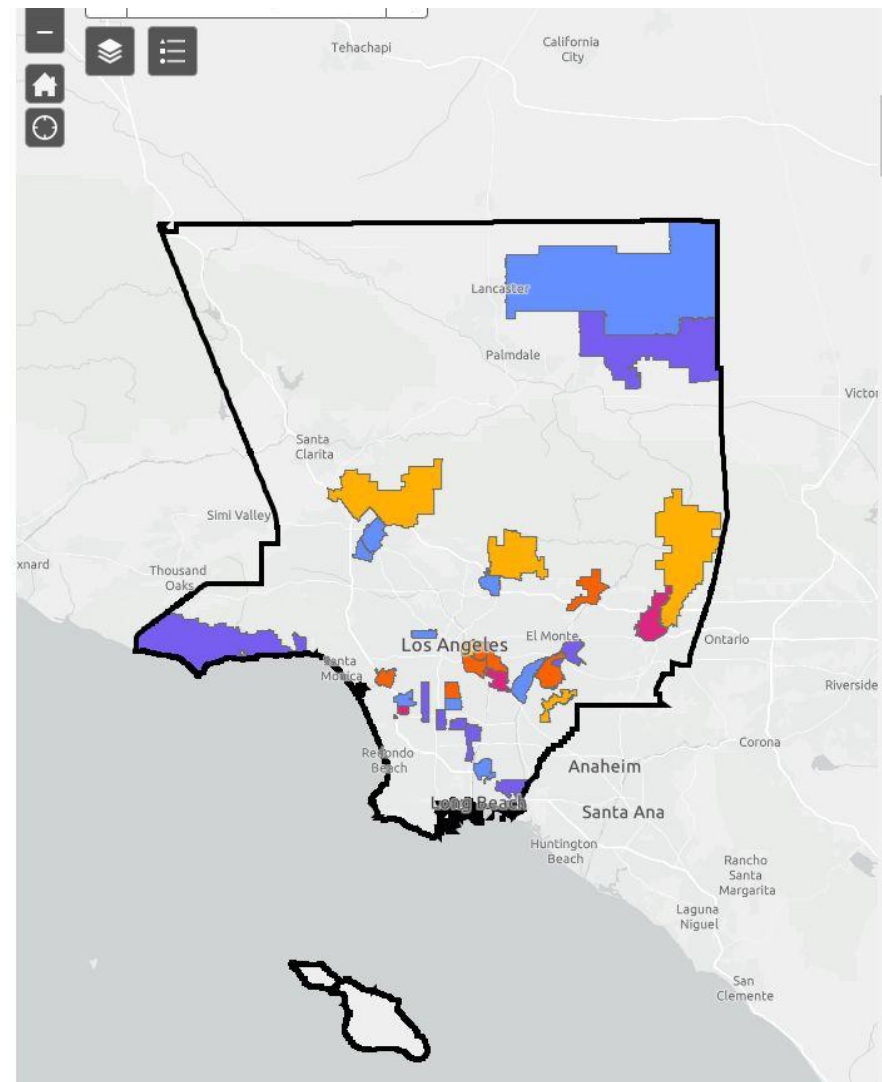 Tehachapi
California
City
Lancaster
Palmdale
Victor
Santa
Clarita
Simi Valley
xnard
Thousand
Oaks
Los Angeles
El Monte
Ontario
Santa
Monica
Riverside
Redondo
Beach
Corona
Anaheim
Long Beach
Santa Ana
Huntington
Beach
Rancho
Santa
Margarita
Laguna
Niguel
San
Clemente